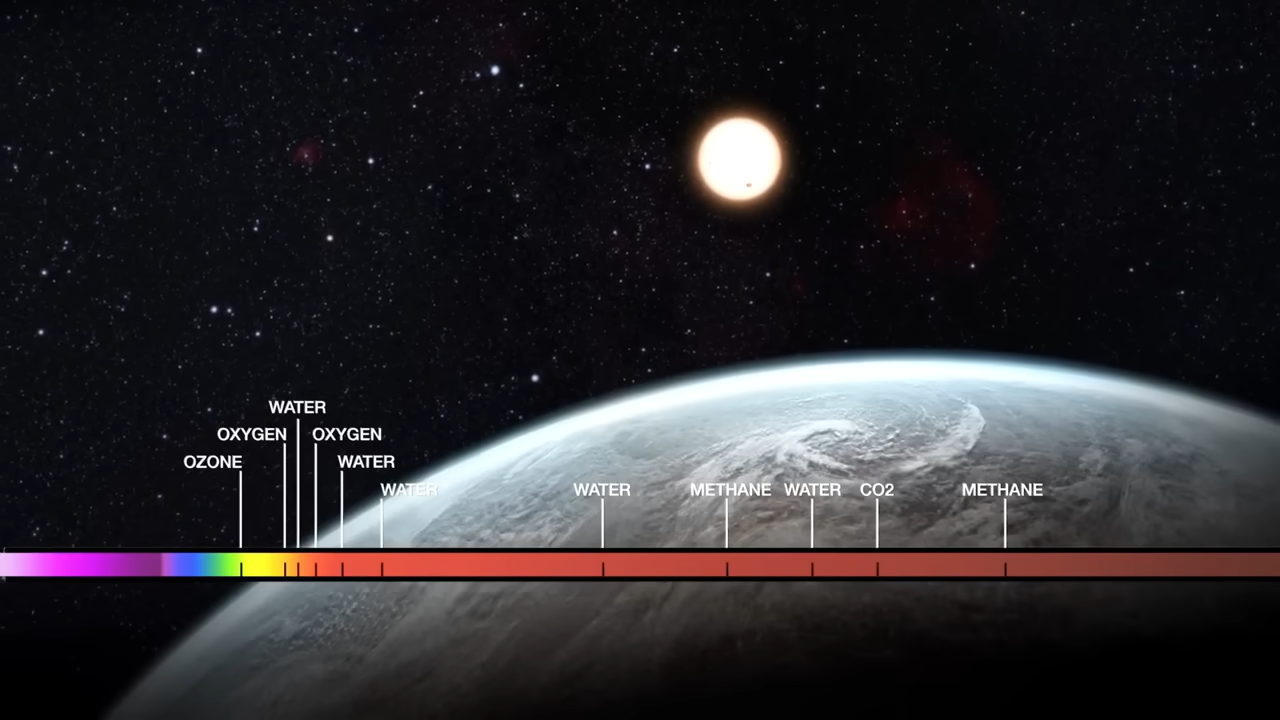 WATER
OXYGEN OXYGEN
OZONE WATER
WATER WATER METHANE WATER CO2 METHANE